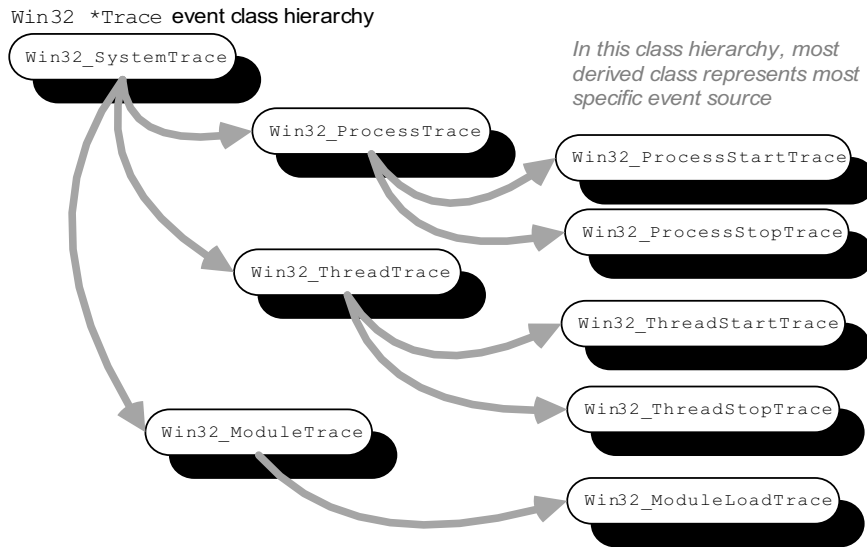 Win32 *Trace event class hierarchy
Win32_SystemTrace
In this class hierarchy, most
derived class represents most
specific event source
Win32_ProcessTrace
Win32_ProcessStartTrace
Win32_ProcessStopTrace
Win32_ThreadTrace
Win32_ThreadStartTrace
Win32_ThreadStopTrace
Win32_ModuleTrace
Win32_ModuleLoadTrace